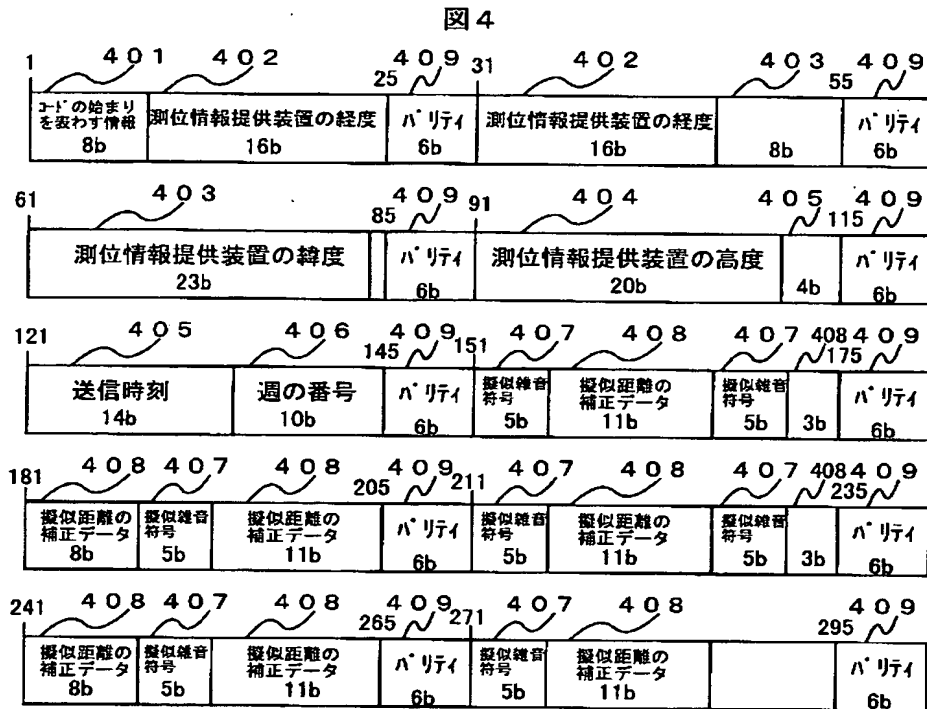 図4
1 401 402 25 409 31 402 403 55 409
コードの始まりを表わす情報 8b 測位情報提供装置の経度 16b パリティ 6b 測位情報提供装置の経度 16b 8b パリティ 6b
61 403 85 409 91 404 405 115 409
測位情報提供装置の緯度 23b パリティ 6b 測位情報提供装置の高度 20b 4b パリティ 6b
121 405 406 145 409 151 407 408 407 408 175 409
送信時刻 14b 週の番号 10b パリティ 6b 擬似雑音符号 5b 擬似距離の補正データ 11b 擬似雑音符号 5b 3b パリティ 6b
181 408 407 408 205 409 211 407 408 407 408 235 409
擬似距離の補正データ 8b 擬似雑音符号 5b 擬似距離の補正データ 11b パリティ 6b 擬似雑音符号 5b 擬似距離の補正データ 11b 擬似雑音符号 5b 3b パリティ 6b
241 408 407 408 265 409 271 407 408 295 409
擬似距離の補正データ 8b 擬似雑音符号 5b 擬似距離の補正データ 11b パリティ 6b 擬似雑音符号 5b 擬似距離の補正データ 11b パリティ 6b